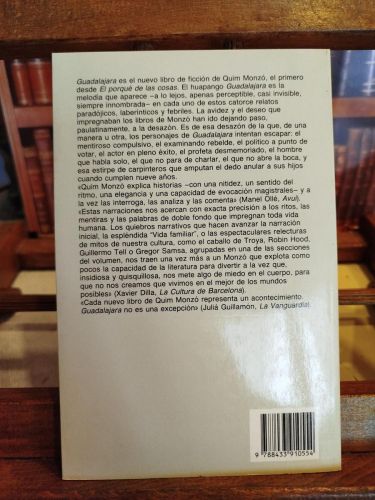 Guadalajara es el nuevo libro de ficción de Quim Monzó, el primero
desde El porqué de las cosas. El huapango Guadalajara es la
melodía que aparece –a lo lejos, apenas perceptible, casi invisible,
siempre innombrada– en cada uno de estos catorce relatos
paradójicos, laberínticos y febriles. La avidez y el deseo que
impregnaban los libros de Monzó han ido dejando paso,
paulatinamente, a la desazón. Es de esa desazón de la que, de una
manera u otra, los personajes de Guadalajara intentan escapar: el
mentiroso compulsivo, el examinando rebelde, el político a punto de
votar, el actor en pleno éxito, el profeta desmemoriado, el hombre
que habla solo, el que no para de charlar, el que no abre la boca, y
esa estirpe de carpinteros que amputan el dedo anular a sus hijos
cuando cumplen nueve años.
«Quim Monzó explica historias –con una nitidez, un sentido del
ritmo, una elegancia y una capacidad de evocación magistrales– y a
la vez las interroga, las analiza y las comenta» (Manel Ollé, Avui).
«Estas narraciones nos acercan con exacta precisión a los ritos, las
mentiras y las palabras de doble fondo que impregnan toda vida
humana. Los quiebros narrativos que hacen avanzar la narración
inicial, la espléndida "Vida familiar", o las espectaculares relecturas
de mitos de nuestra cultura, como el caballo de Troya, Robin Hood,
Guillermo Tell o Gregor Samsa, agrupadas en una de las secciones
del volumen, nos traen una vez más a un Monzó que explota como
pocos la capacidad de la literatura para divertir a la vez que,
insidiosa y quisquillosa, nos mete algo de miedo en el cuerpo, para
que no nos creamos que vivimos en el mejor de los mundos
posibles» (Xavier Dilla, La Cultura de Barcelona).
«Cada nuevo libro de Quim Monzó representa un acontecimiento.
Guadalajara no es una excepción» (Julià Guillamón, La Vanguardia).
9 788433 910554